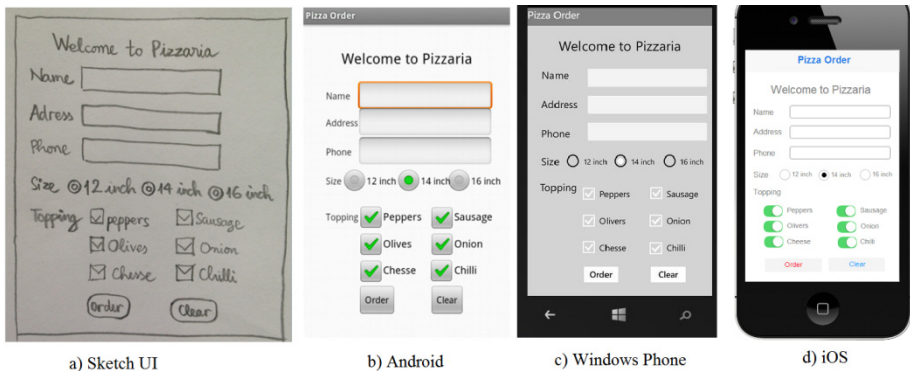 Welcome to Pizzaria
Name
Adress
Phone
Size 12 inch 14 inch 16 inch
Topping peppers Sausage
Olives Onion
Chesse Chilli
Order Clear
a) Sketch UI
Pizza Order
Welcome to Pizzaria
Name
Address
Phone
Size 12 inch 14 inch 16 inch
Topping Peppers Sausage
Olives Onion
Chesse Chilli
Order Clear
b) Android
Pizza Order
Welcome to Pizzaria
Name
Address
Phone
Size 12 inch 14 inch 16 inch
Topping Peppers Sausage
Olivers Onion
Chesse Chilli
Order Clear
c) Windows Phone
Pizza Order
Welcome to Pizzaria
Name
Address
Phone
Size 12 inch 14 inch 16 inch
Topping
Peppers Sausage
Olivers Onion
Cheese Chilli
Order Clear
d) iOS